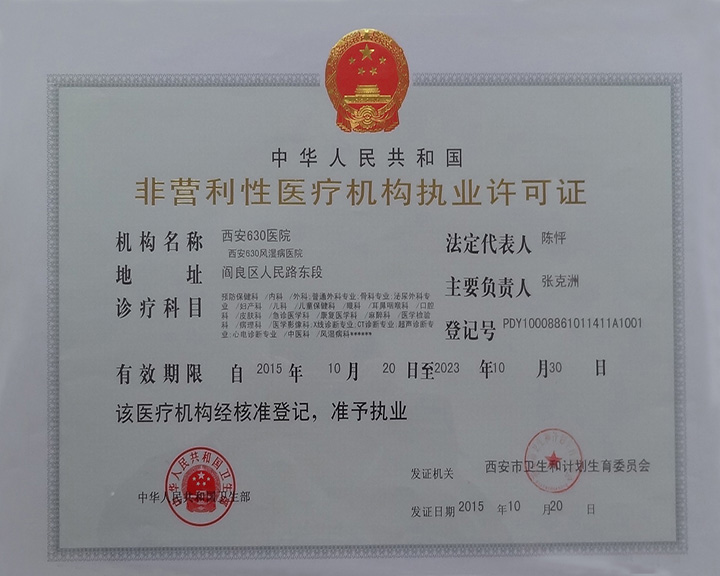 中华人民共和国
非营利性医疗机构执业许可证
机构名称 西安630医院
西安630风湿病医院
地址 阎良区人民路东段
诊疗科目 预防保健科 /内科 /外科;普通外科专业;骨科专业;泌尿外科专
业 /妇产科 /儿科 /儿童保健科 /眼科 /耳鼻咽喉科 /口腔
科 /皮肤科 /急诊医学科 /康复医学科 /麻醉科 /医学检验
科 /病理科 /医学影像科;X线诊断专业;CT诊断专业;超声诊断专
业;心电诊断专业 /中医科 /风湿病科******
法定代表人 陈怦
主要负责人 张克洲
登记号 PDY10008861011411A1001
有效期限 自 2015 年 10 月 20 日至2023 年10 月30 日
该医疗机构经核准登记，准予执业
中华人民共和国卫生部
中华人民共和国卫生部
发证机关 西安市卫生和计划生育委员会
发证日期 2015 年 10 月20 日